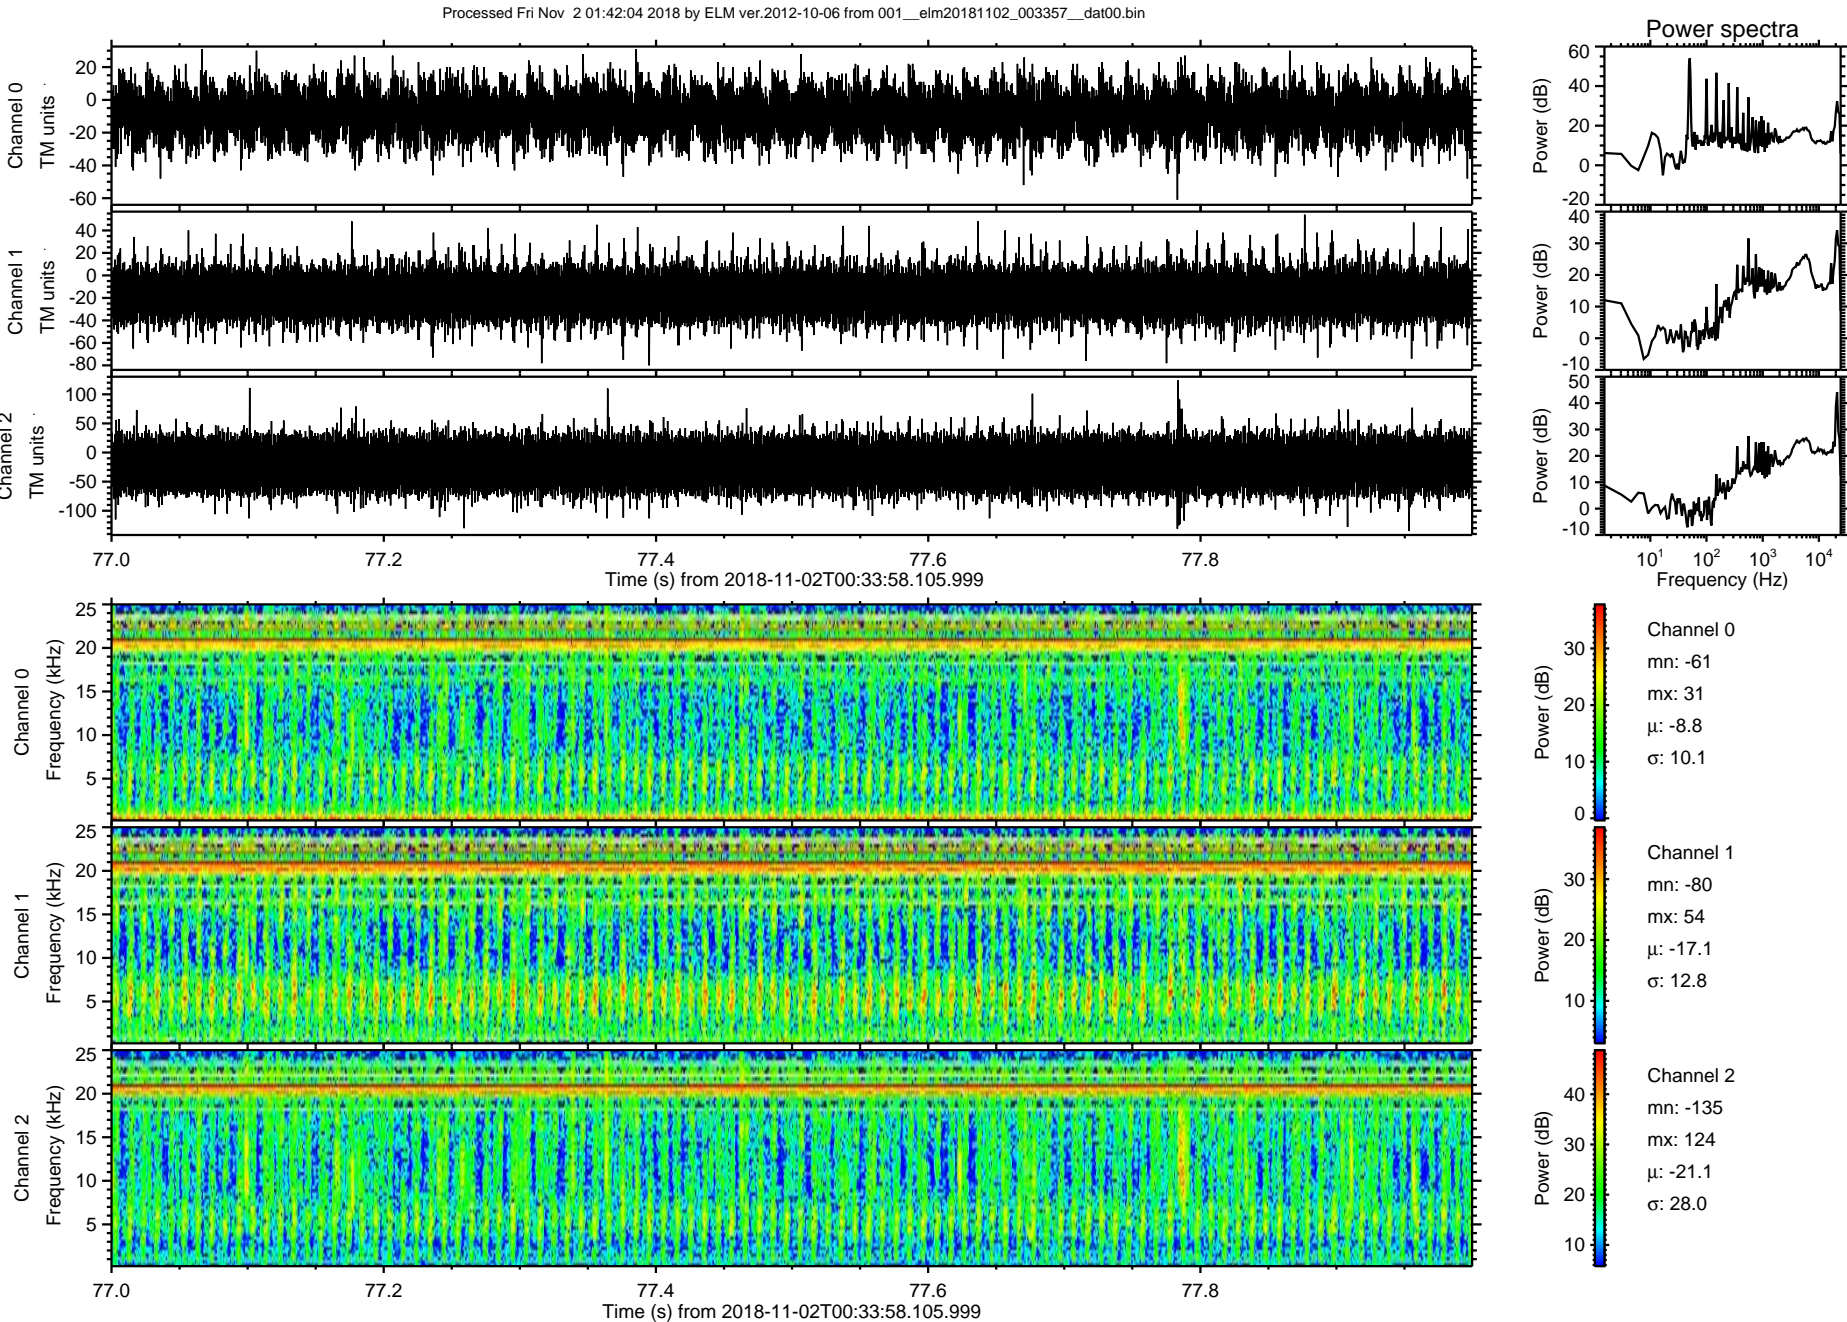 Processed Fri Nov  2 01:42:04 2018 by ELM ver.2012-10-06 from 001__elm20181102_003357__dat00.bin
Power spectra
Channel 0
TM units
20
0
-20
-40
-60
Power (dB)
60
40
20
0
-20
Channel 1
TM units
40
20
0
-20
-40
-60
-80
Power (dB)
40
30
20
10
0
-10
Channel 2
TM units
100
50
0
-50
-100
Power (dB)
50
40
30
20
10
0
-10
77.0 77.2 77.4 77.6 77.8
Time (s) from 2018-11-02T00:33:58.105.999
10^1 10^2 10^3 10^4
Frequency (Hz)
Channel 0
Frequency (kHz)
25
20
15
10
5
Power (dB)
30
20
10
0
Channel 0
mn: -61
mx: 31
μ: -8.8
σ: 10.1
Channel 1
Frequency (kHz)
25
20
15
10
5
Power (dB)
30
20
10
Channel 1
mn: -80
mx: 54
μ: -17.1
σ: 12.8
Channel 2
Frequency (kHz)
25
20
15
10
5
Power (dB)
40
30
20
10
Channel 2
mn: -135
mx: 124
μ: -21.1
σ: 28.0
77.0 77.2 77.4 77.6 77.8
Time (s) from 2018-11-02T00:33:58.105.999